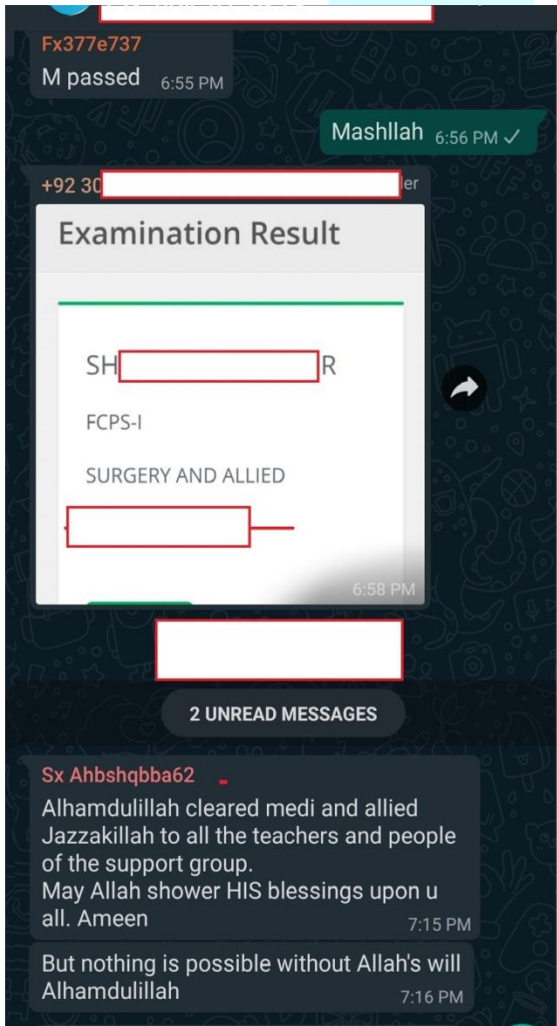 Fx377e737
M passed 6:55 PM
Mashllah 6:56 PM
+92 30
er
Examination Result
SH R
FCPS-I
SURGERY AND ALLIED
6:58 PM
2 UNREAD MESSAGES
Sx Ahbshqbba62
Alhamdulillah cleared medi and allied
Jazzakillah to all the teachers and people
of the support group.
May Allah shower HIS blessings upon u
all. Ameen 7:15 PM
But nothing is possible without Allah's will
Alhamdulillah 7:16 PM